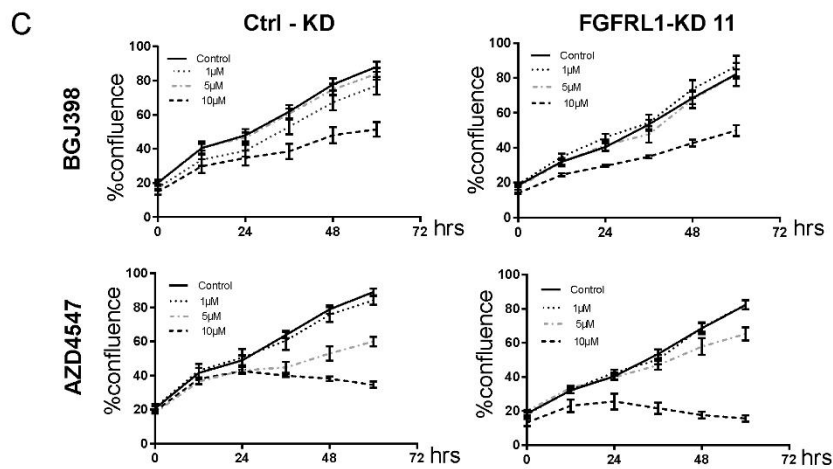 C
Ctrl - KD
FGFRL1-KD 11
BGJ398
%confluence
100
80
60
40
20
0
Control
1µM
5µM
10µM
0
24
48
72
hrs
%confluence
100
80
60
40
20
0
Control
1µM
5µM
10µM
0
24
48
72
hrs
AZD4547
%confluence
100
80
60
40
20
0
Control
1µM
5µM
10µM
0
24
48
72
hrs
%confluence
100
80
60
40
20
0
Control
1µM
5µM
10µM
0
24
48
72
hrs